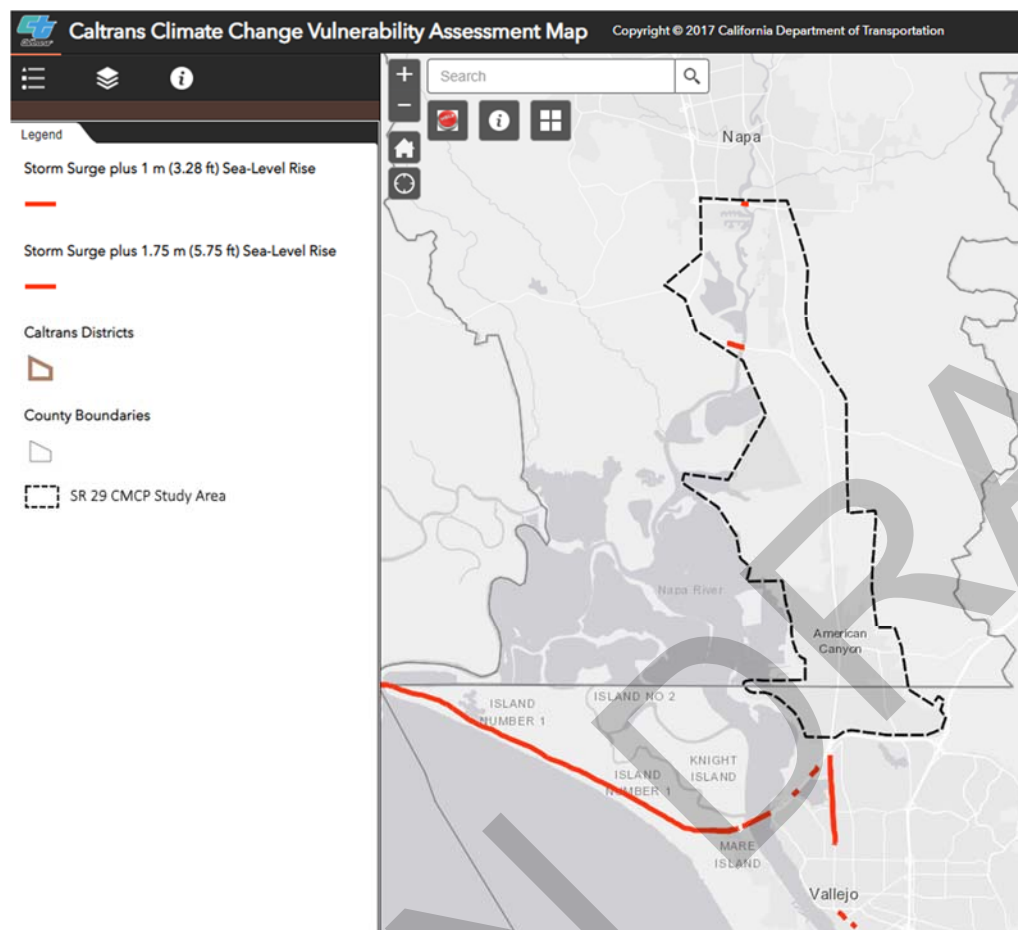 Caltrans Climate Change Vulnerability Assessment Map
Copyright © 2017 California Department of Transportation
Search
Legend
Storm Surge plus 1 m (3.28 ft) Sea-Level Rise
Storm Surge plus 1.75 m (5.75 ft) Sea-Level Rise
Caltrans Districts
County Boundaries
SR 29 CMCP Study Area
Napa
Napa River
American
Canyon
ISLAND
NUMBER 1
ISLAND NO 2
KNIGHT
ISLAND
ISLAND
NUMBER 1
MARE
ISLAND
Vallejo